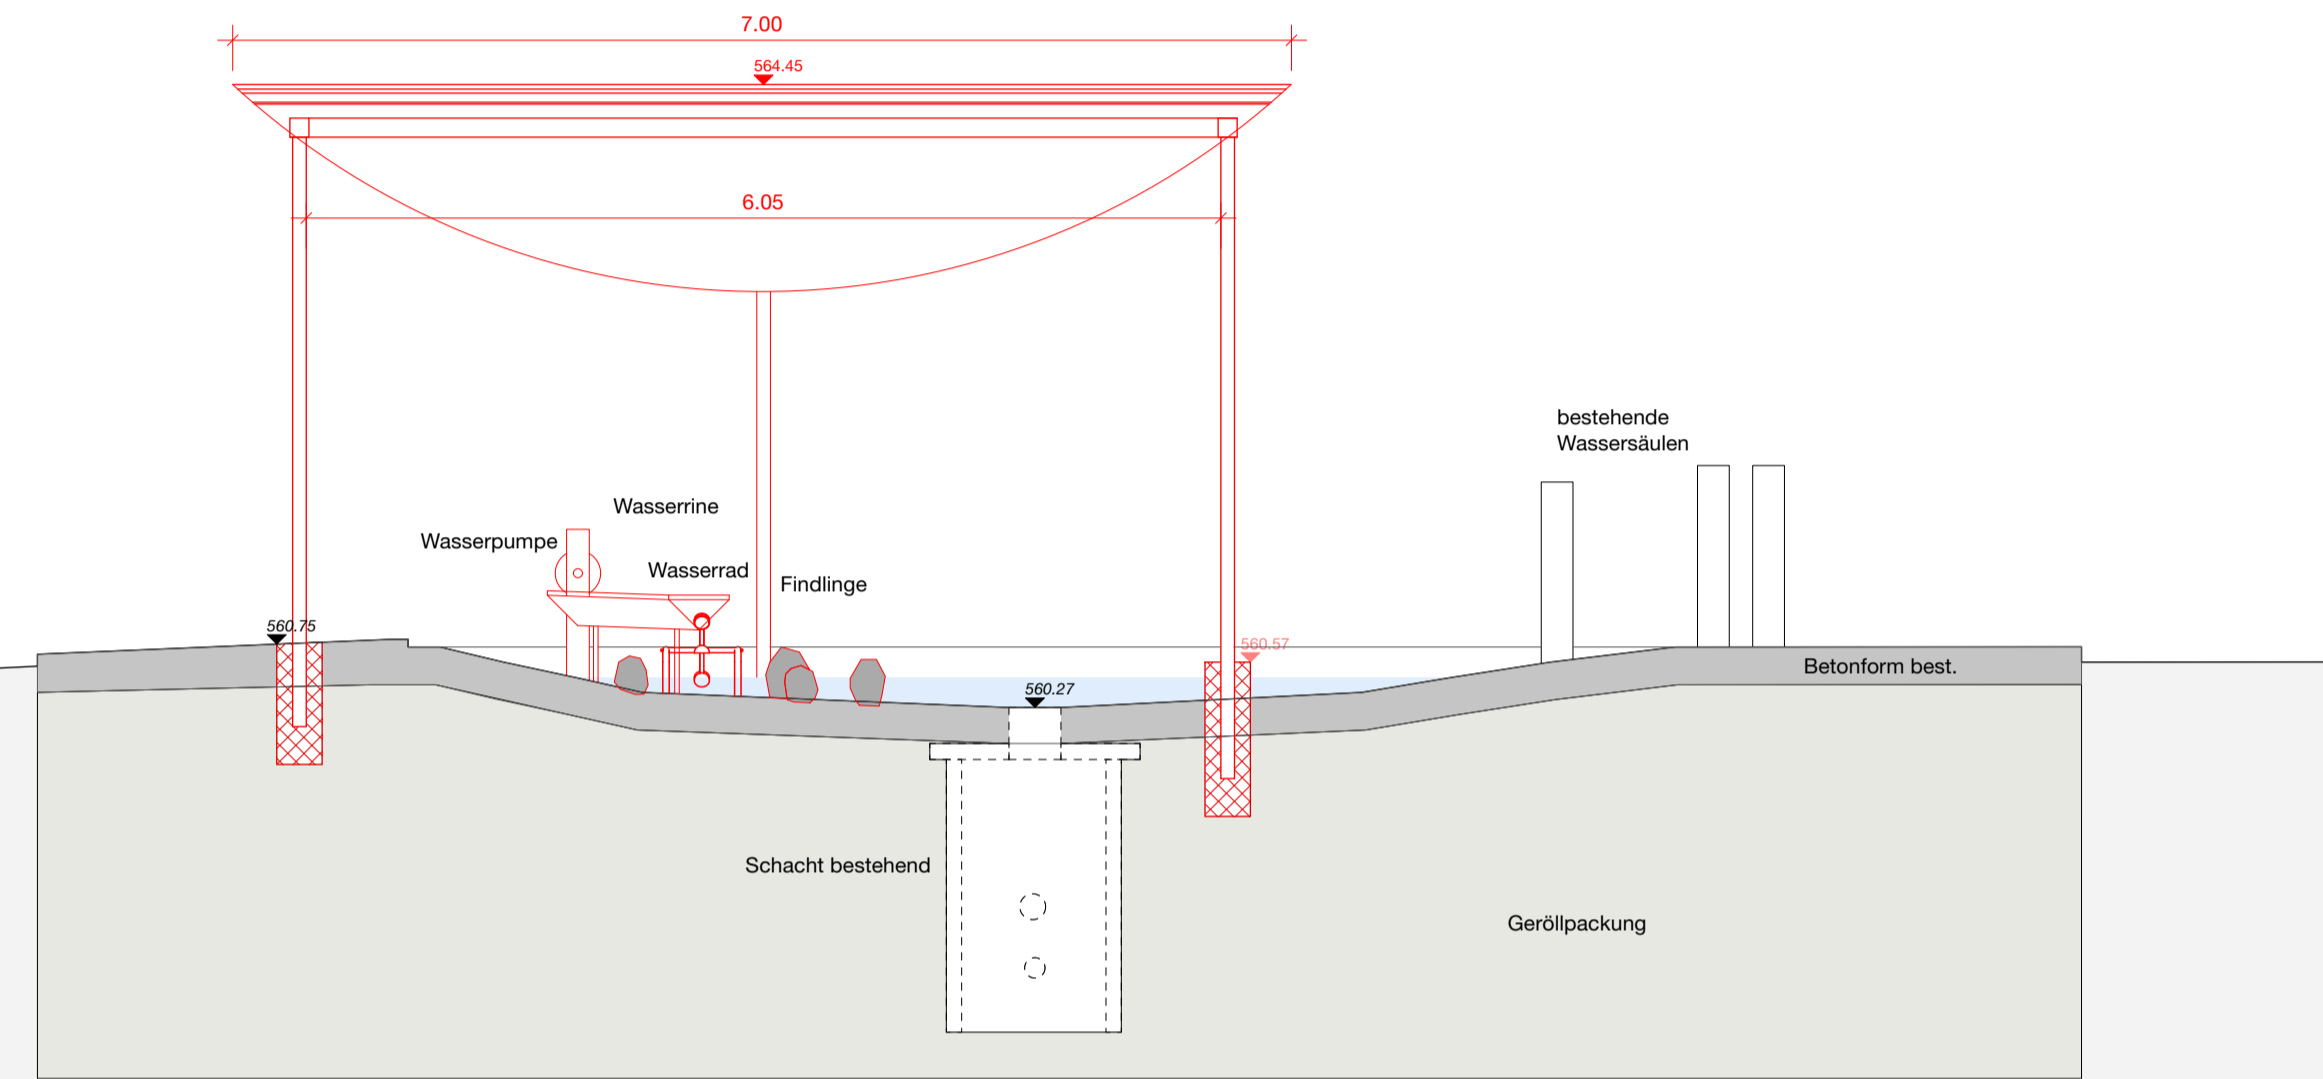 7.00
564.45
6.05
bestehende
Wassersäulen
Wasserrine
Wasserpumpe
Wasserrad
Findlinge
560.75
560.57
Betonform best.
560.27
Schacht bestehend
Geröllpackung